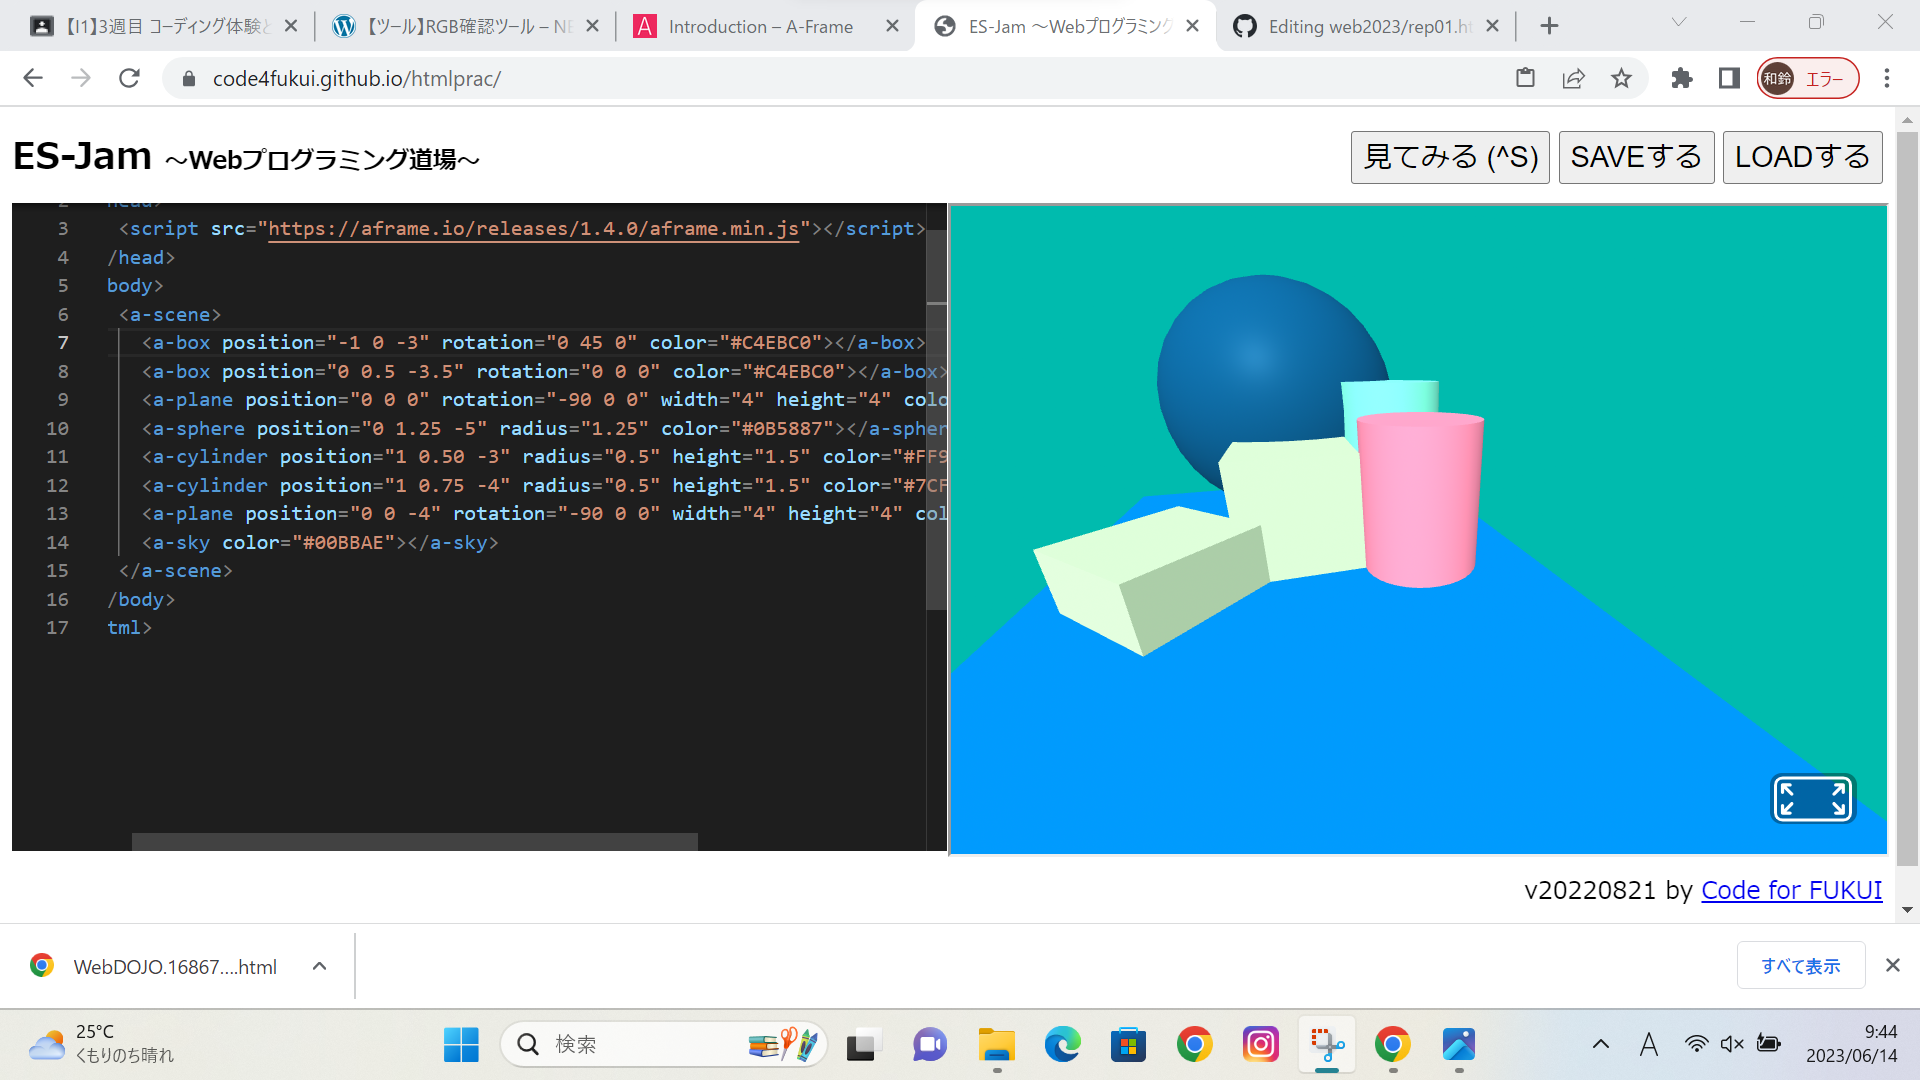 【I1】3週目 コーディング体験と
【ツール】RGB確認ツール – NE
A Introduction – A-Frame
ES-Jam 〜Webプログラミング
Editing web2023/rep01.ht
code4fukui.github.io/htmlprac/
和鈴 エラー
ES-Jam 〜Webプログラミング道場〜
見てみる (^S) SAVEする LOADする
2 head>
3 <script src="https://aframe.io/releases/1.4.0/aframe.min.js"></script>
4 /head>
5 body>
6 <a-scene>
7 <a-box position="-1 0 -3" rotation="0 45 0" color="#C4EBC0"></a-box>
8 <a-box position="0 0.5 -3.5" rotation="0 0 0" color="#C4EBC0"></a-box>
9 <a-plane position="0 0 0" rotation="-90 0 0" width="4" height="4" colo
10 <a-sphere position="0 1.25 -5" radius="1.25" color="#0B5887"></a-spher
11 <a-cylinder position="1 0.50 -3" radius="0.5" height="1.5" color="#FF9
12 <a-cylinder position="1 0.75 -4" radius="0.5" height="1.5" color="#7CF
13 <a-plane position="0 0 -4" rotation="-90 0 0" width="4" height="4" col
14 <a-sky color="#00BBAE"></a-sky>
15 </a-scene>
16 /body>
17 tml>
v20220821 by Code for FUKUI
WebDOJO.16867....html
すべて表示
25°C
くもりのち晴れ
検索
A
9:44
2023/06/14